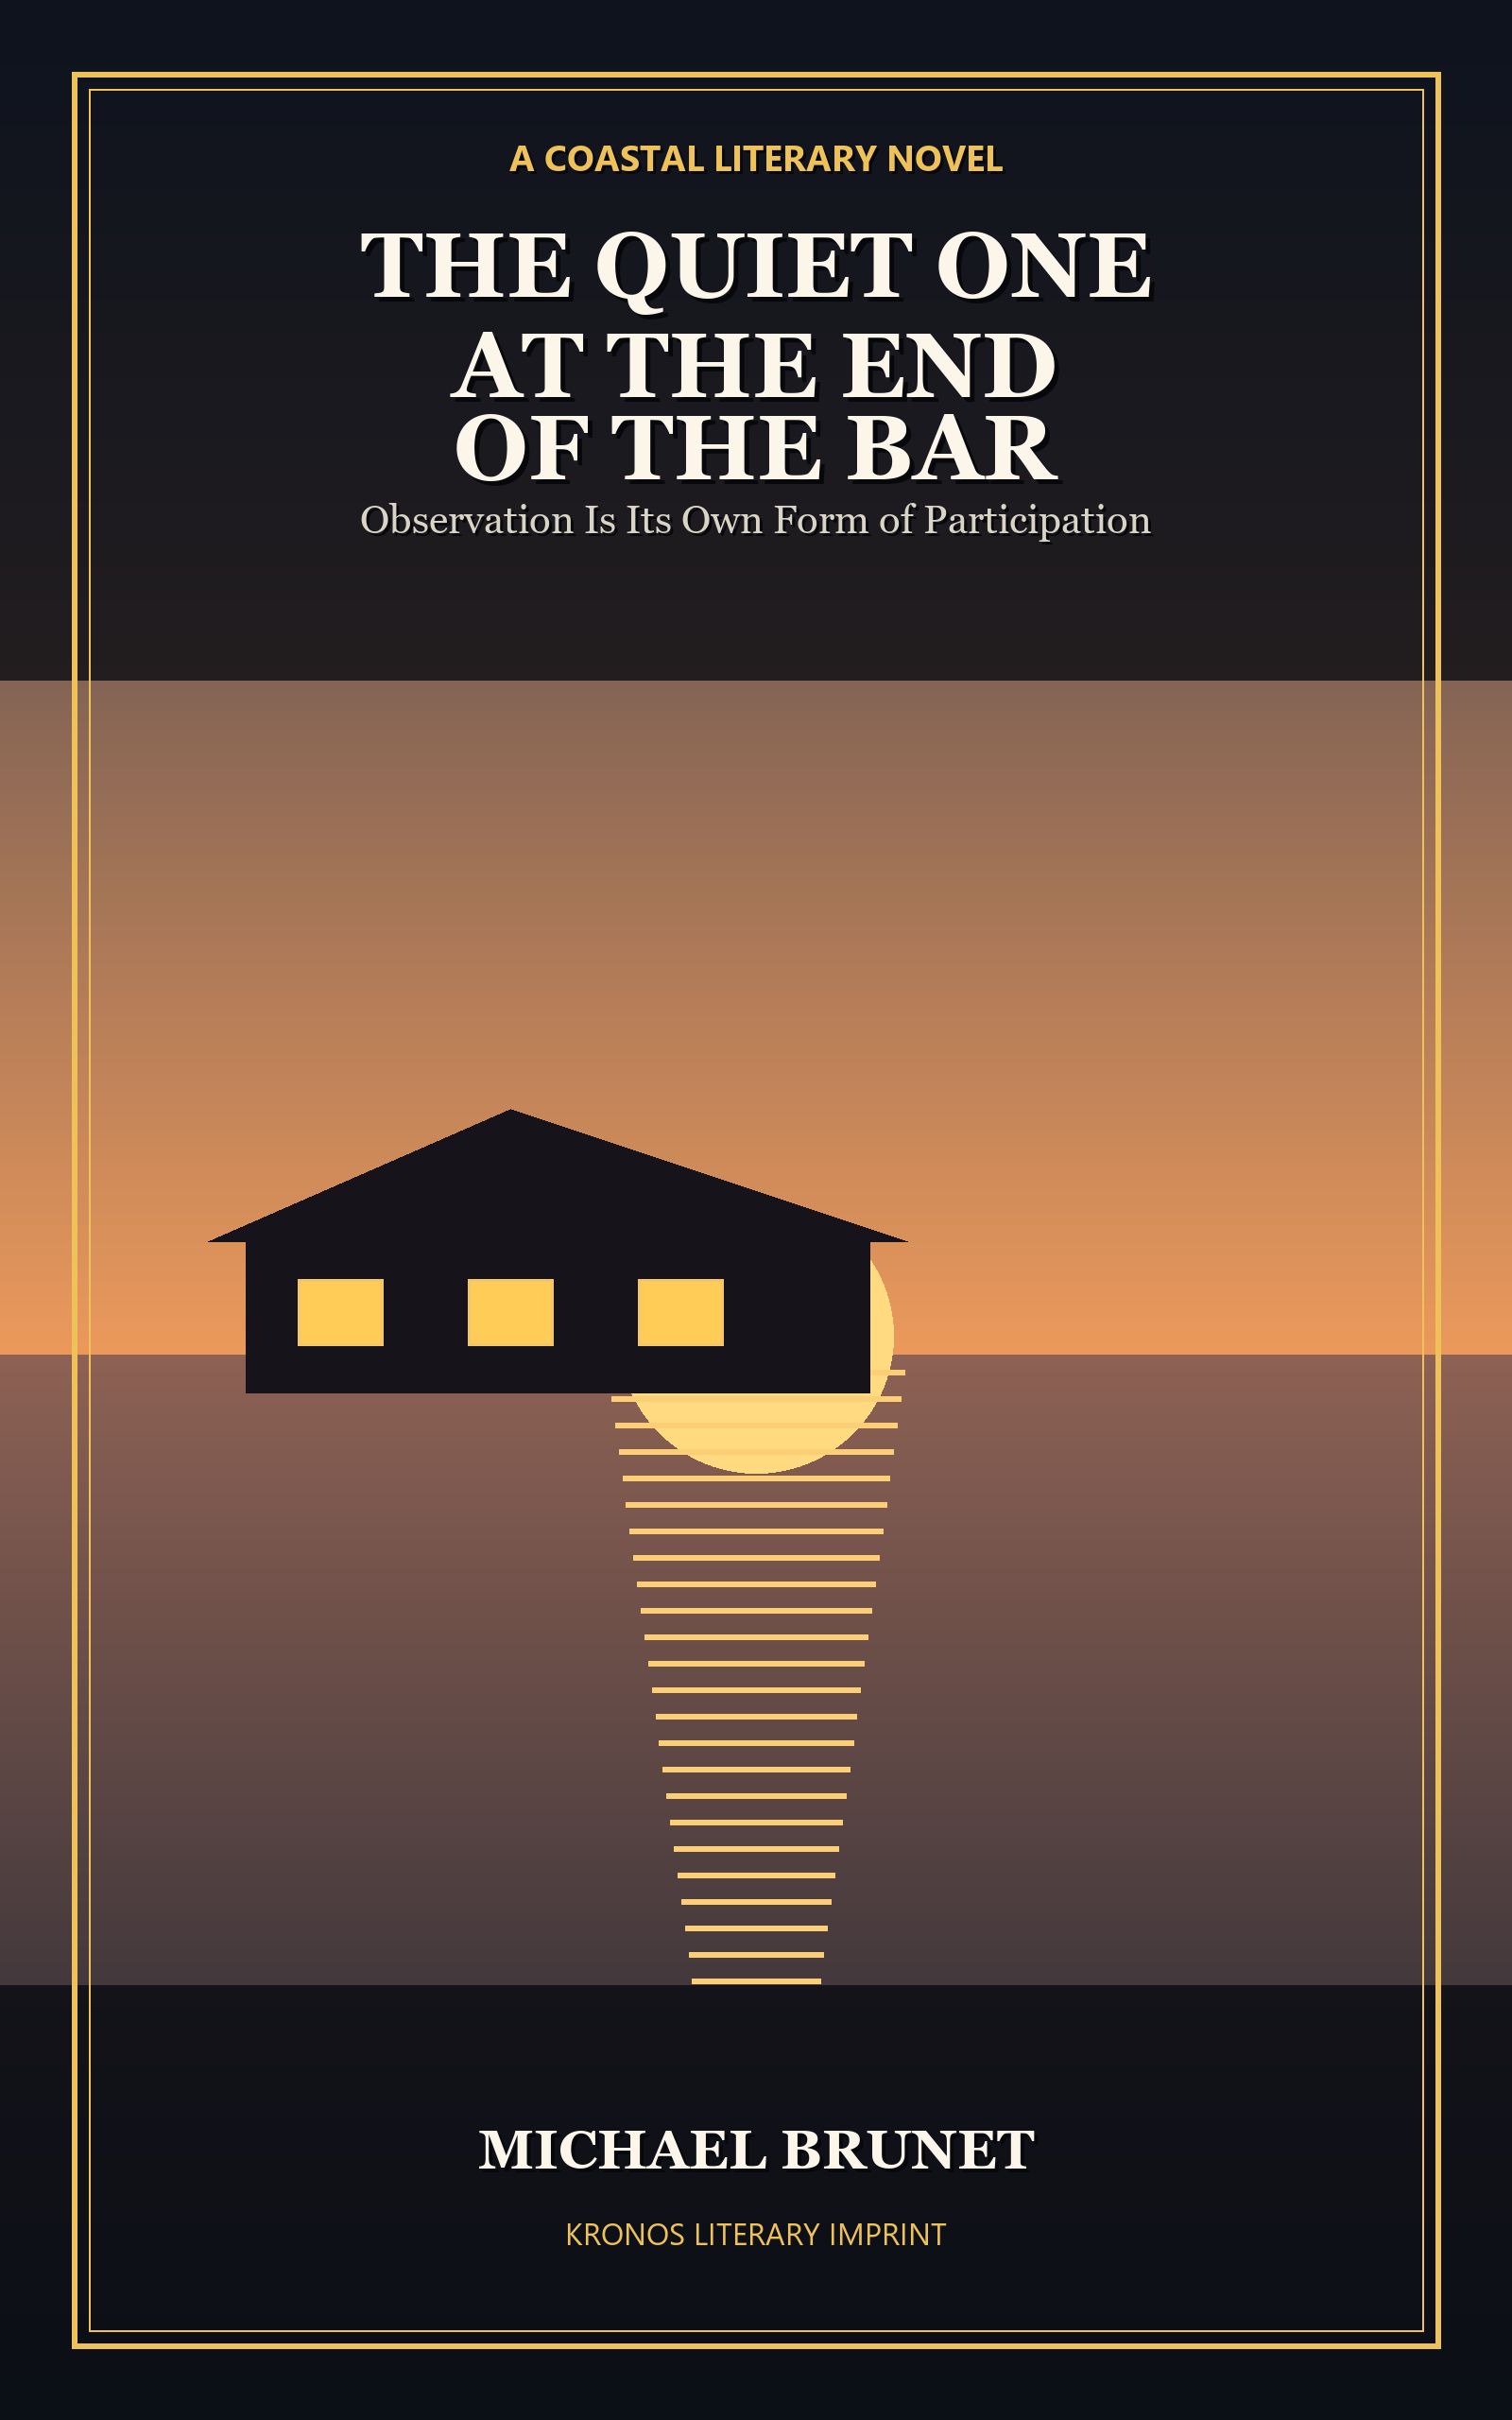 A COASTAL LITERARY NOVEL
THE QUIET ONE
AT THE END
OF THE BAR
Observation Is Its Own Form of Participation
MICHAEL BRUNET
KRONOS LITERARY IMPRINT